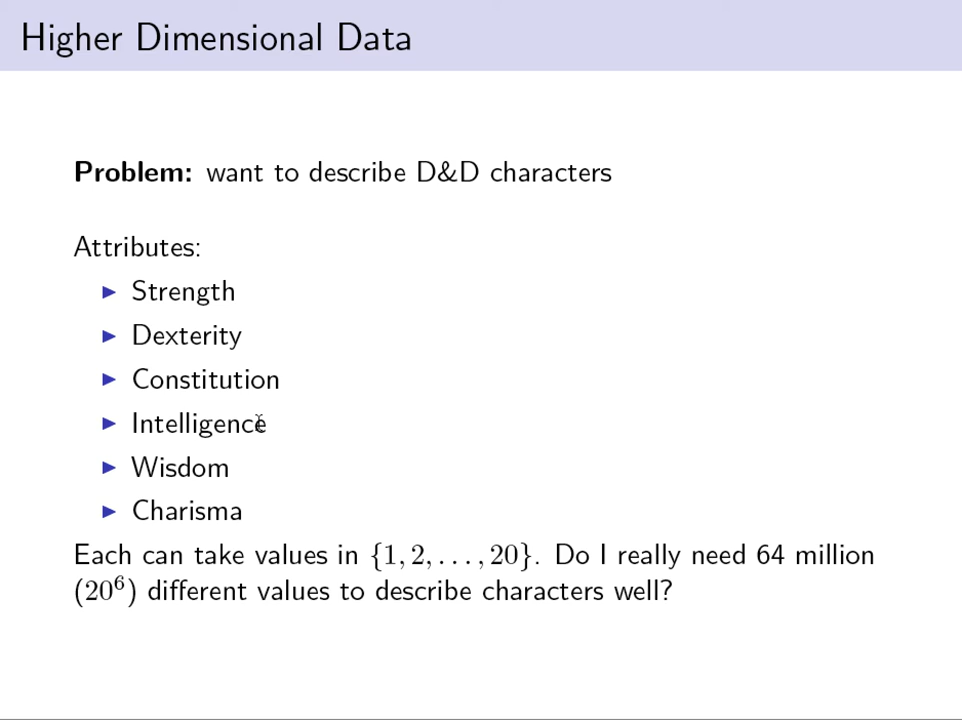 Higher Dimensional Data
Problem: want to describe D&D characters
Attributes:
▶ Strength
▶ Dexterity
▶ Constitution
▶ Intelligence
▶ Wisdom
▶ Charisma
Each can take values in {1, 2, . . . , 20}. Do I really need 64 million
(20⁶) different values to describe characters well?